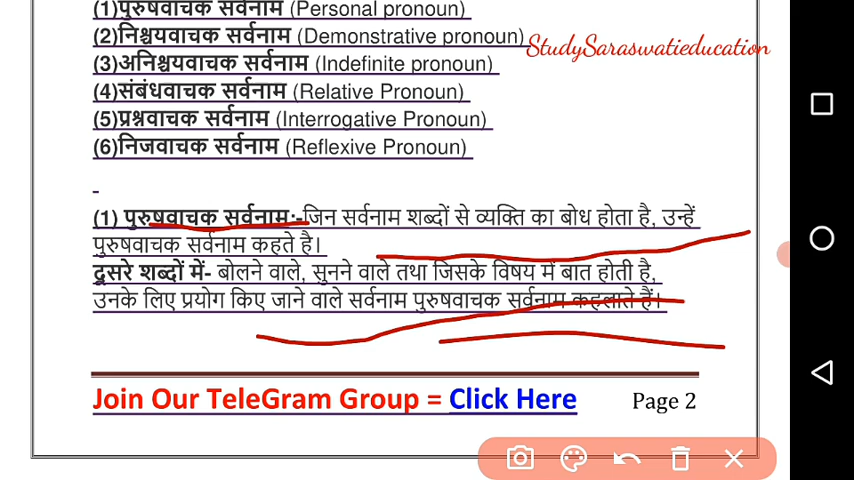 (1)पुरुषवाचक सर्वनाम (Personal pronoun)
(2)निश्चयवाचक सर्वनाम (Demonstrative pronoun)
StudySaraswatieducation
(3)अनिश्चयवाचक सर्वनाम (Indefinite pronoun)
(4)संबंधवाचक सर्वनाम (Relative Pronoun)
(5)प्रश्नवाचक सर्वनाम (Interrogative Pronoun)
(6)निजवाचक सर्वनाम (Reflexive Pronoun)
-
(1) पुरुषवाचक सर्वनाम:-जिन सर्वनाम शब्दों से व्यक्ति का बोध होता है, उन्हें
पुरुषवाचक सर्वनाम कहते है।
दूसरे शब्दों में- बोलने वाले, सुनने वाले तथा जिसके विषय में बात होती है,
उनके लिए प्रयोग किए जाने वाले सर्वनाम पुरुषवाचक सर्वनाम कहलाते हैं।
Join Our TeleGram Group = Click Here
Page 2